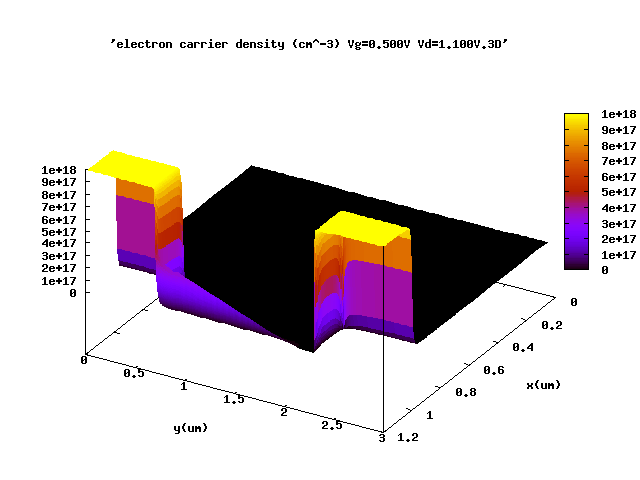 'electron carrier density (cm^-3) Vg=0.500V Vd=1.100V.3D'
1e+18
9e+17
8e+17
7e+17
6e+17
5e+17
4e+17
3e+17
2e+17
1e+17
0
1e+18
9e+17
8e+17
7e+17
6e+17
5e+17
4e+17
3e+17
2e+17
1e+17
0
0
0.5
1
1.5
2
2.5
3
y(um)
0
0.2
0.4
0.6
0.8
1
1.2
x(um)